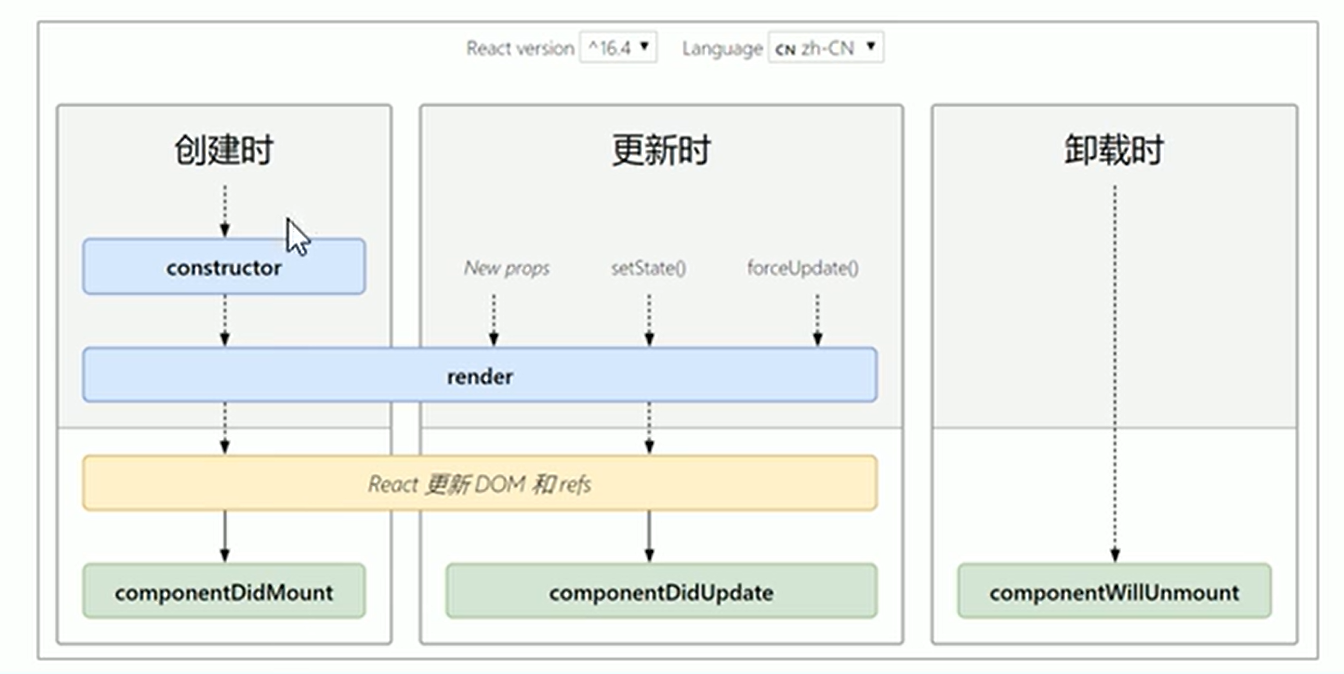 React version ^16.4 ▼ Language CN zh-CN ▼
创建时
更新时
卸载时
constructor
New props
setState()
forceUpdate()
render
React 更新 DOM 和 refs
componentDidMount
componentDidUpdate
componentWillUnmount